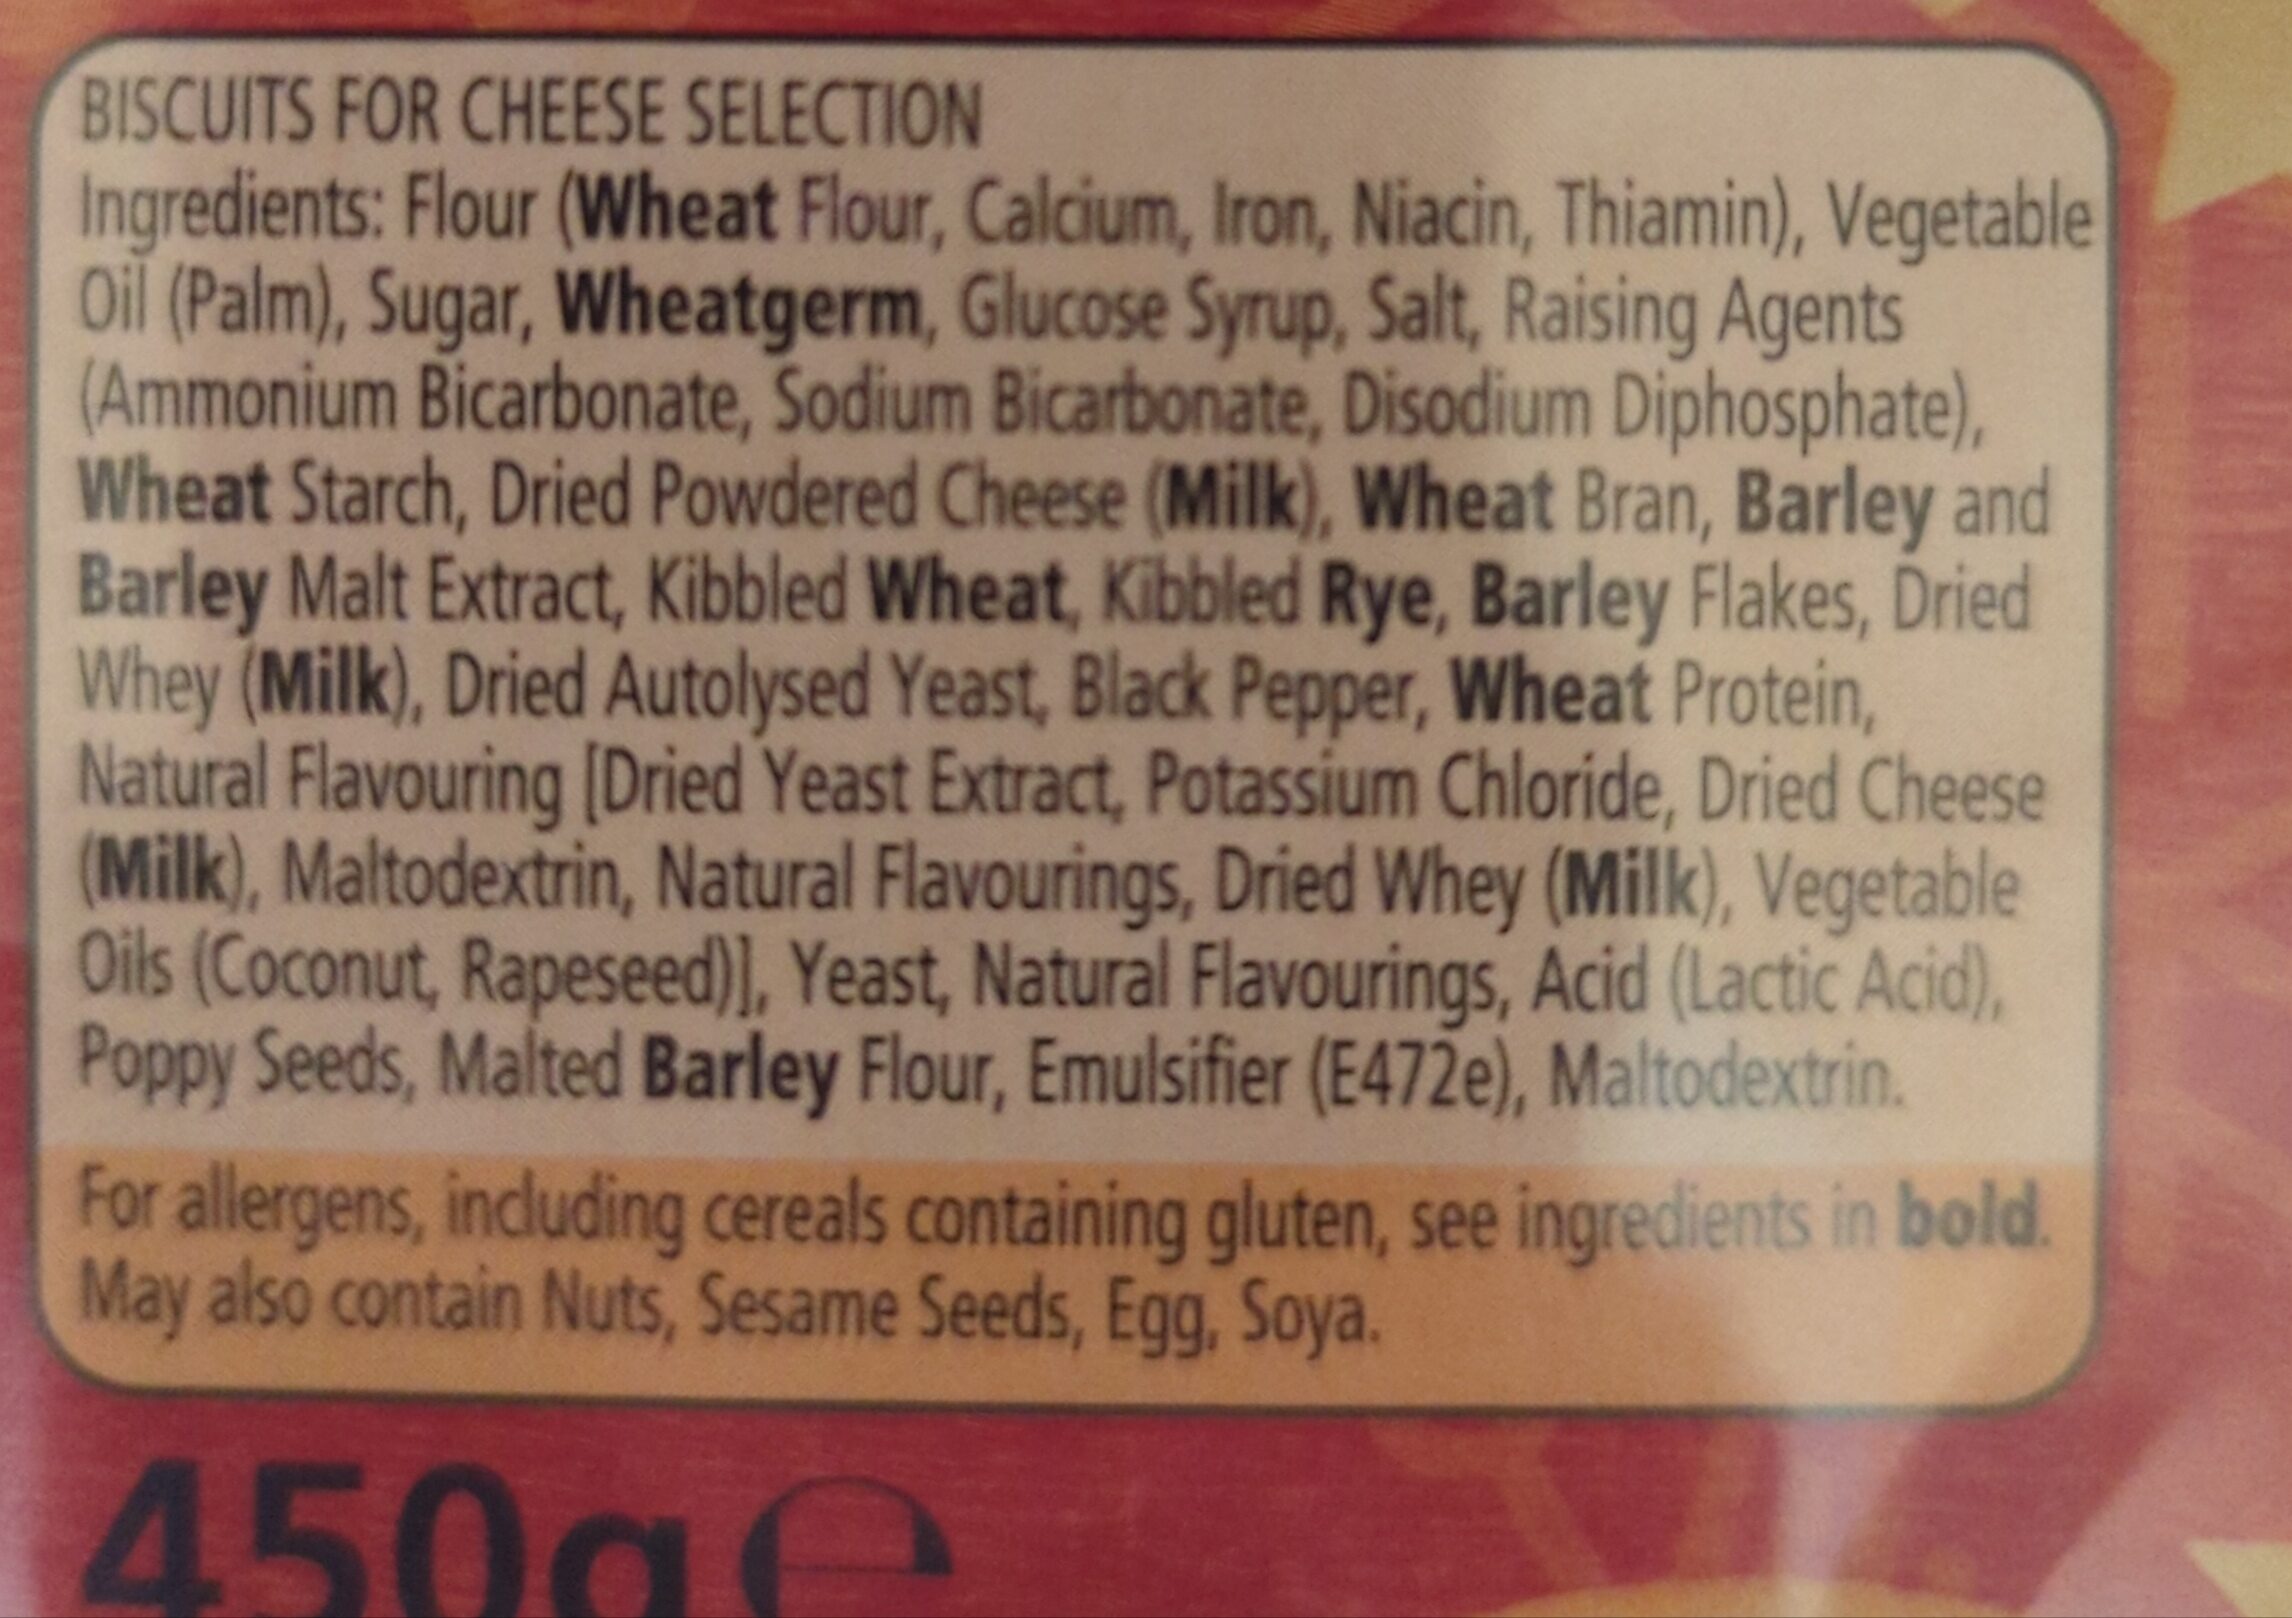 BISCUITS FOR CHEESE SELECTION
Ingredients: Flour (Wheat Flour, Calcium, Iron, Niacin, Thiamin), Vegetable
Oil (Palm), Sugar, Wheatgerm, Glucose Syrup, Salt, Raising Agents
(Ammonium Bicarbonate, Sodium Bicarbonate, Disodium Diphosphate),
Wheat Starch, Dried Powdered Cheese (Milk), Wheat Bran, Barley and
Barley Malt Extract, Kibbled Wheat, Kibbled Rye, Barley Flakes, Dried
Whey (Milk), Dried Autolysed Yeast, Black Pepper, Wheat Protein,
Natural Flavouring [Dried Yeast Extract, Potassium Chloride, Dried Cheese
(Milk), Maltodextrin, Natural Flavourings, Dried Whey (Milk), Vegetable
Oils (Coconut, Rapeseed)], Yeast, Natural Flavourings, Acid (Lactic Acid),
Poppy Seeds, Malted Barley Flour, Emulsifier (E472e), Maltodextrin.
For allergens, including cereals containing gluten, see ingredients in bold.
May also contain Nuts, Sesame Seeds, Egg, Soya.
450g ℮